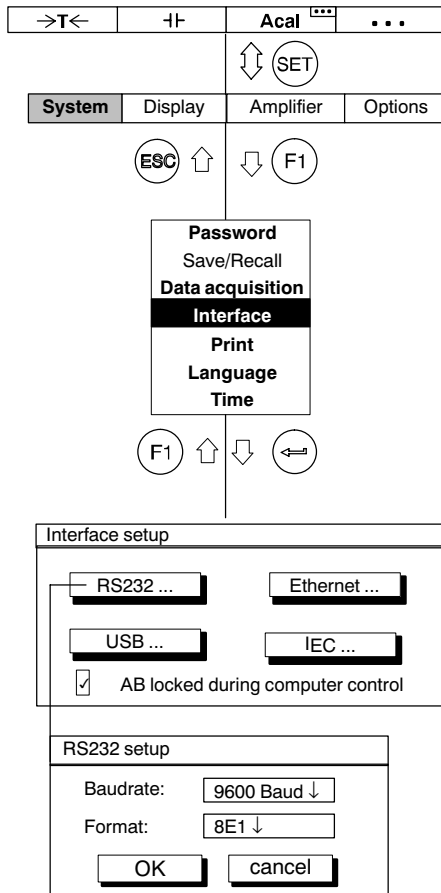 →T← ⊣⊢ Acal ...
SET
System Display Amplifier Options
ESC F1
Password
Save/Recall
Data acquisition
Interface
Print
Language
Time
F1
Interface setup
RS232 ... Ethernet ...
USB ... IEC ...
✓ AB locked during computer control
RS232 setup
Baudrate: 9600 Baud ↓
Format: 8E1 ↓
OK cancel